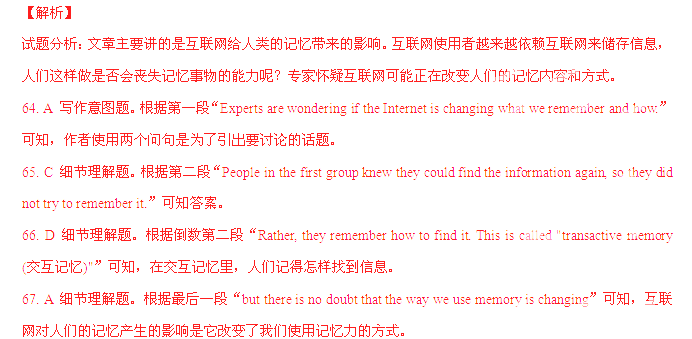 【解析】
试题分析：文章主要讲的是互联网给人类的记忆带来的影响。互联网使用者越来越依赖互联网来储存信息，
人们这样做是否会丧失记忆事物的能力呢？专家怀疑互联网可能正在改变人们的记忆内容和方式。
64. A 写作意图题。根据第一段“Experts are wondering if the Internet is changing what we remember and how.”
可知，作者使用两个问句是为了引出要讨论的话题。
65. C 细节理解题。根据第二段“People in the first group knew they could find the information again, so they did
not try to remember it.”可知答案。
66. D 细节理解题。根据倒数第二段“Rather, they remember how to find it. This is called "transactive memory
(交互记忆)"”可知，在交互记忆里，人们记得怎样找到信息。
67. A 细节理解题。根据最后一段“but there is no doubt that the way we use memory is changing”可知，互联
网对人们的记忆产生的影响是它改变了我们使用记忆力的方式。